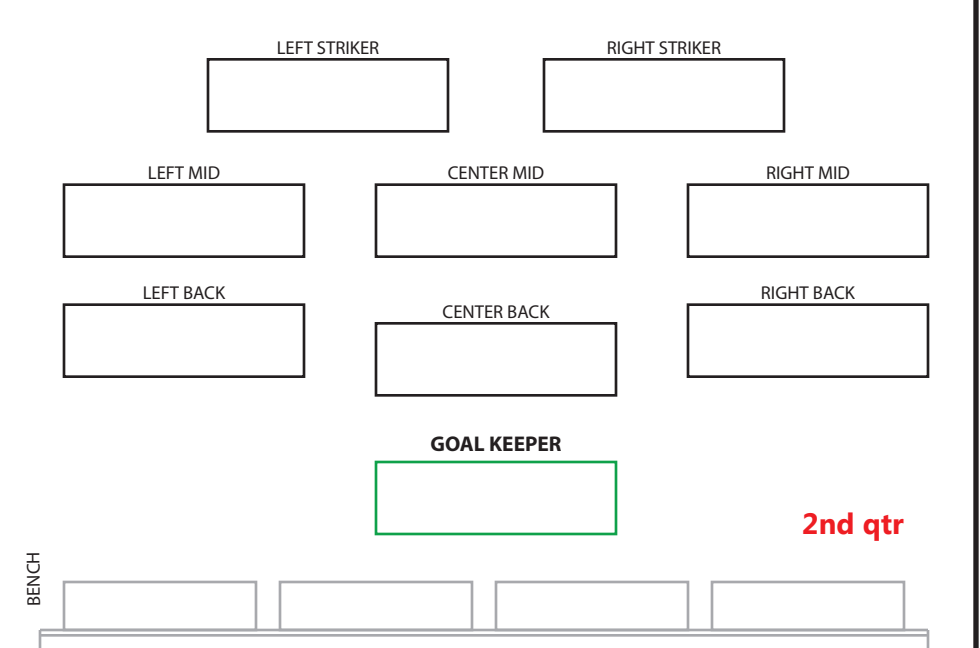 LEFT STRIKER
RIGHT STRIKER
LEFT MID
CENTER MID
RIGHT MID
LEFT BACK
CENTER BACK
RIGHT BACK
GOAL KEEPER
2nd qtr
BENCH